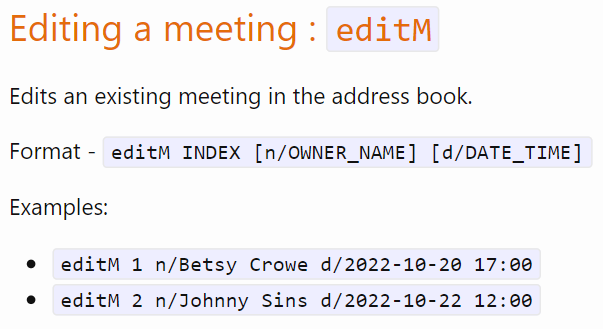 Editing a meeting : editM
Edits an existing meeting in the address book.
Format - editM INDEX [n/OWNER_NAME] [d/DATE_TIME]
Examples:
• editM 1 n/Betsy Crowe d/2022-10-20 17:00
• editM 2 n/Johnny Sins d/2022-10-22 12:00